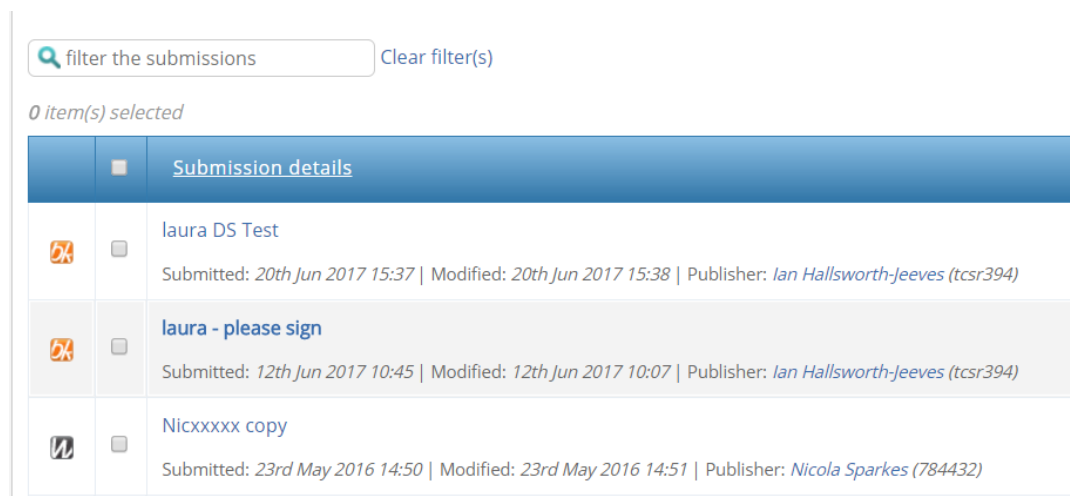 filter the submissions Clear filter(s)
0 item(s) selected
Submission details
bk
laura DS Test
Submitted: 20th Jun 2017 15:37 | Modified: 20th Jun 2017 15:38 | Publisher: Ian Hallsworth-Jeeves (tcsr394)
bk
laura - please sign
Submitted: 12th Jun 2017 10:45 | Modified: 12th Jun 2017 10:07 | Publisher: Ian Hallsworth-Jeeves (tcsr394)
Nicxxxxx copy
Submitted: 23rd May 2016 14:50 | Modified: 23rd May 2016 14:51 | Publisher: Nicola Sparkes (784432)